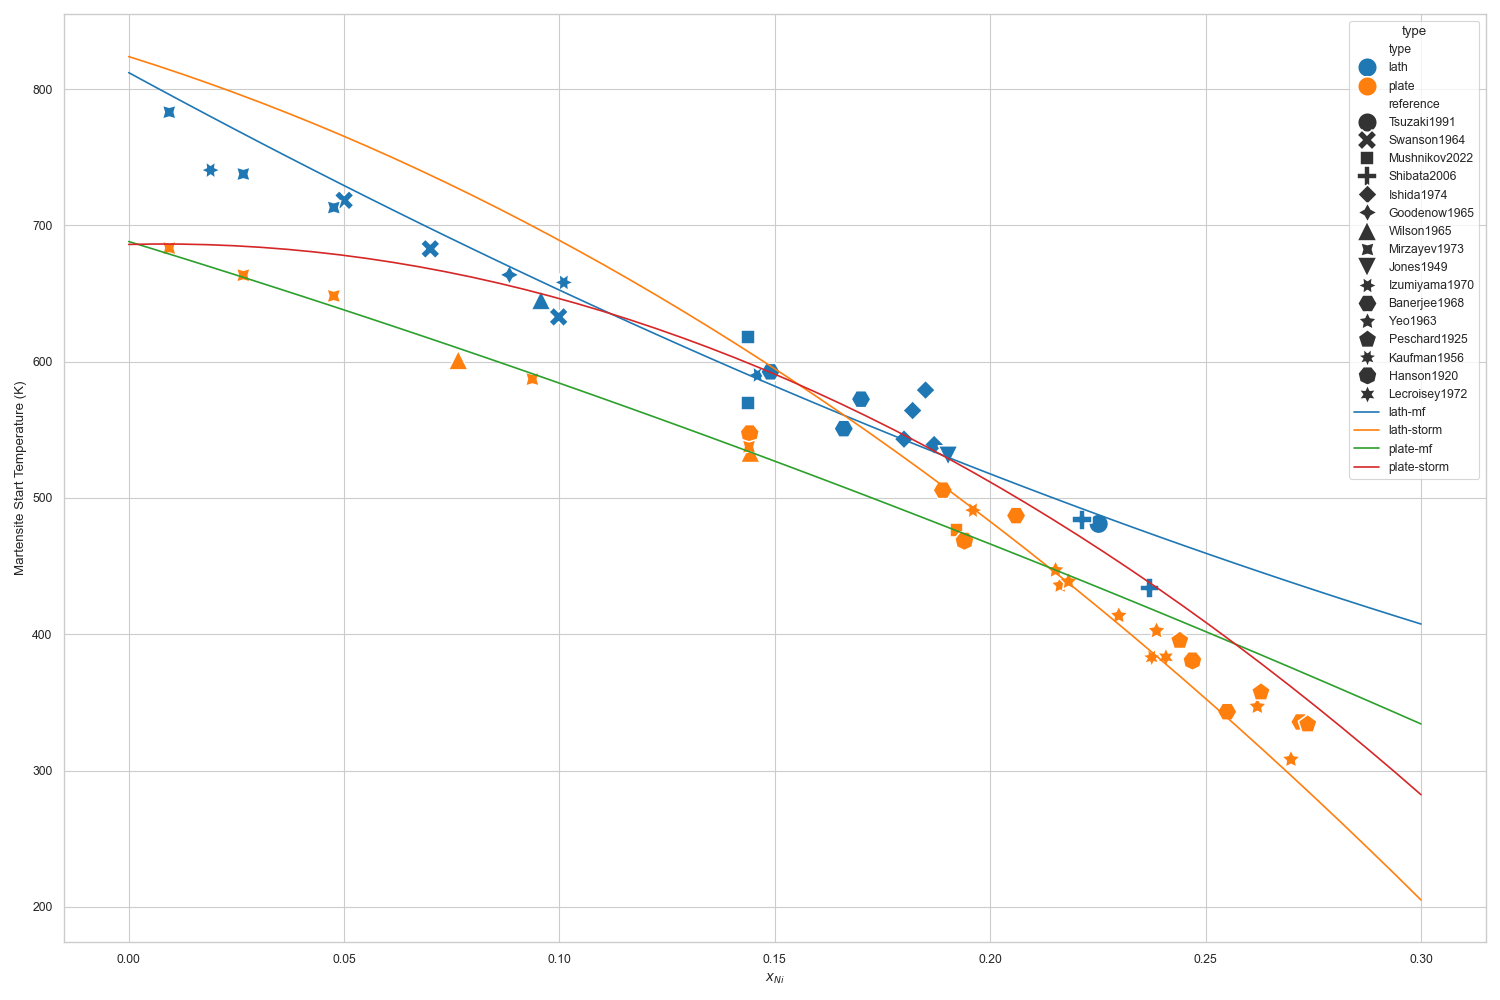 type
type
lath
plate
reference
Tsuzaki1991
Swanson1964
Mushnikov2022
Shibata2006
Ishida1974
Goodenow1965
Wilson1965
Mirzayev1973
Jones1949
Izumiyama1970
Banerjee1968
Yeo1963
Peschard1925
Kaufman1956
Hanson1920
Lecroisey1972
lath-mf
lath-storm
plate-mf
plate-storm
Martensite Start Temperature (K)
800
700
600
500
400
300
200
0.00 0.05 0.10 0.15 0.20 0.25 0.30
x_{Ni}